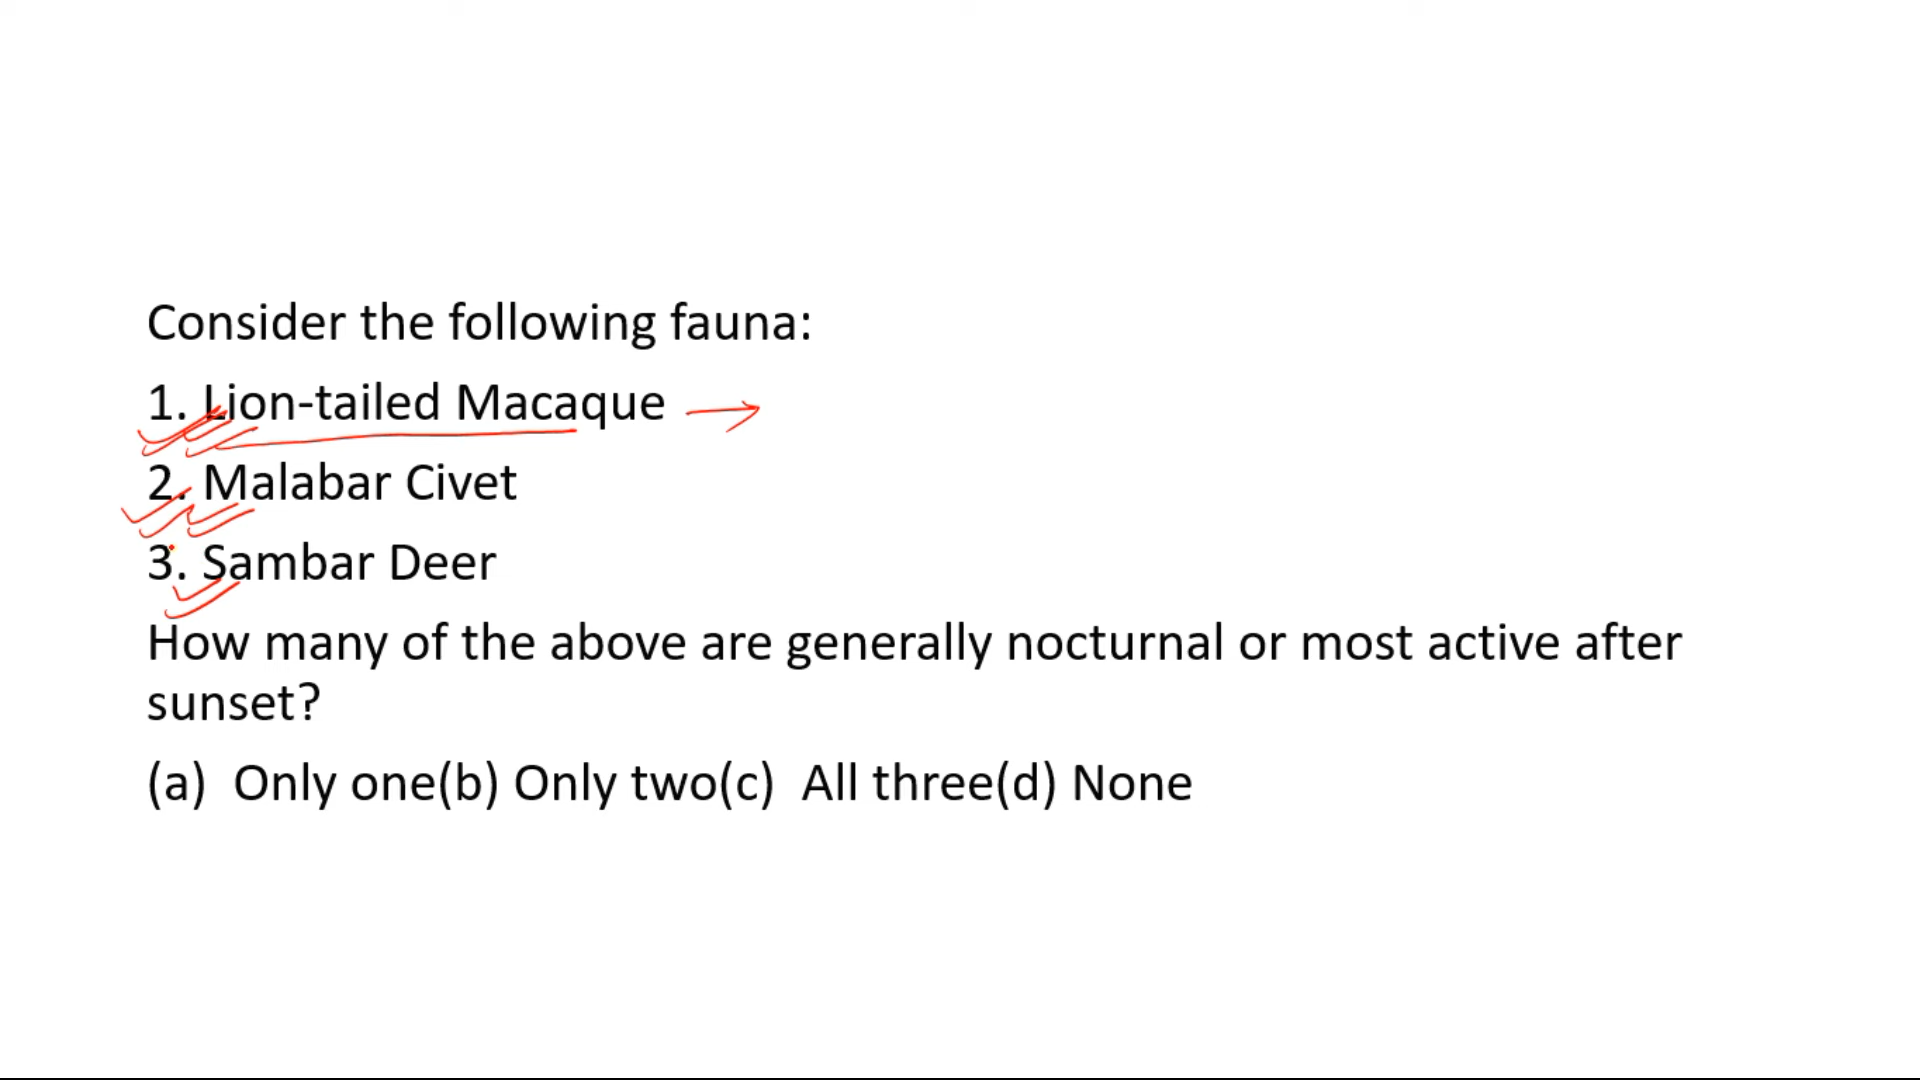 Consider the following fauna:
1. Lion-tailed Macaque
2. Malabar Civet
3. Sambar Deer
How many of the above are generally nocturnal or most active after
sunset?
(a)  Only one(b) Only two(c)  All three(d) None